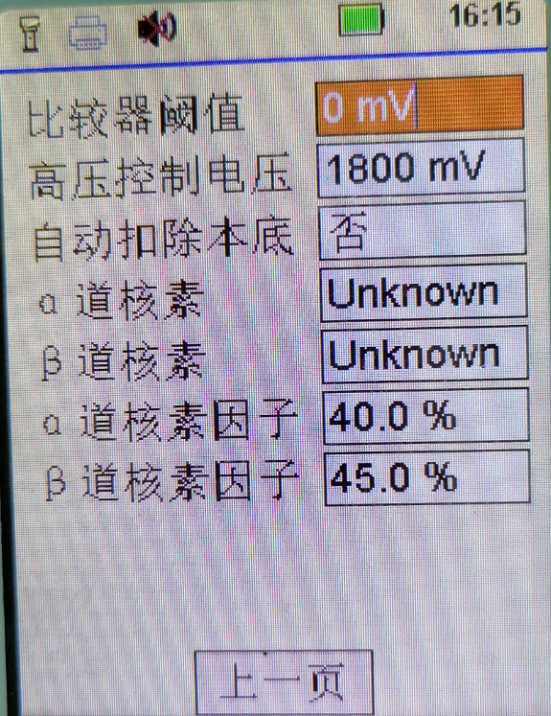 16:15
比较器阈值 0 mV
高压控制电压 1800 mV
自动扣除本底 否
α 道核素 Unknown
β 道核素 Unknown
α 道核素因子 40.0 %
β 道核素因子 45.0 %
上一页